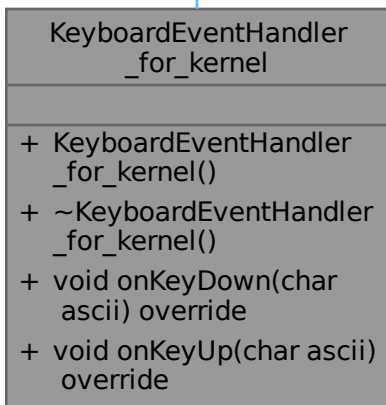 KeyboardEventHandler
_for_kernel
+ KeyboardEventHandler
_for_kernel()
+ ~KeyboardEventHandler
_for_kernel()
+ void onKeyDown(char
ascii) override
+ void onKeyUp(char ascii)
override